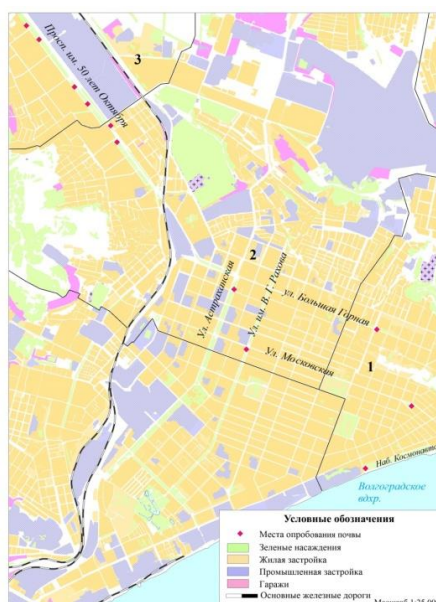 3
Просп. им. 50 лет Октября
2
Ул. Астраханская
Ул. им. В. Г. Рахова
ул. Большая Горная
Ул. Московская
1
Наб. Космонавтов
Волгоградское
вдхр.
Условные обозначения
Места опробования почвы
Зеленые насаждения
Жилая застройка
Промышленная застройка
Гаражи
Основные железные дороги